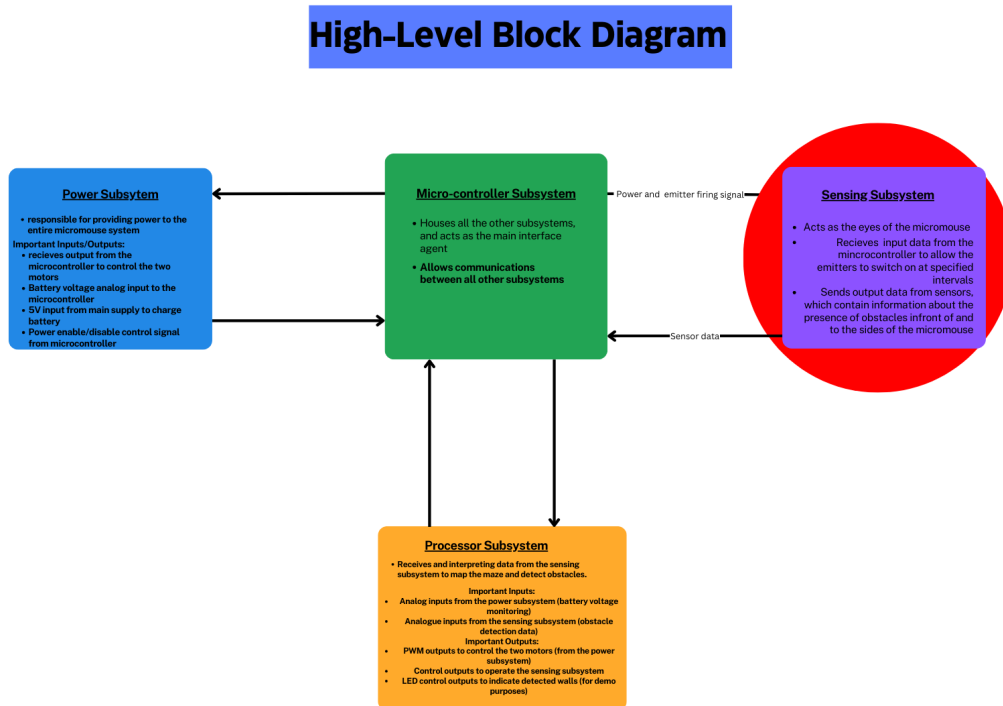 High-Level Block Diagram
Power Subsytem
• responsible for providing power to the
entire micromouse system
Important Inputs/Outputs:
• recieves output from the
microcontroller to control the two
motors
• Battery voltage analog input to the
microcontroller
• 5V input from main supply to charge
battery
• Power enable/disable control signal
from microcontroller
Micro-controller Subsystem
• Houses all the other subsystems,
and acts as the main interface
agent
• Allows communications
between all other subsystems
Power and emitter firing signal
Sensor data
Sensing Subsystem
• Acts as the eyes of the micromouse
• Recieves input data from the
mincrocontroller to allow the
emitters to switch on at specified
intervals
• Sends output data from sensors,
which contain information about the
presence of obstacles infront of and
to the sides of the micromouse
Processor Subsystem
• Receives and interpreting data from the sensing
subsystem to map the maze and detect obstacles.
Important Inputs:
• Analog inputs from the power subsystem (battery voltage
monitoring)
• Analogue inputs from the sensing subsystem (obstacle
detection data)
Important Outputs:
• PWM outputs to control the two motors (from the power
subsystem)
• Control outputs to operate the sensing subsystem
• LED control outputs to indicate detected walls (for demo
purposes)